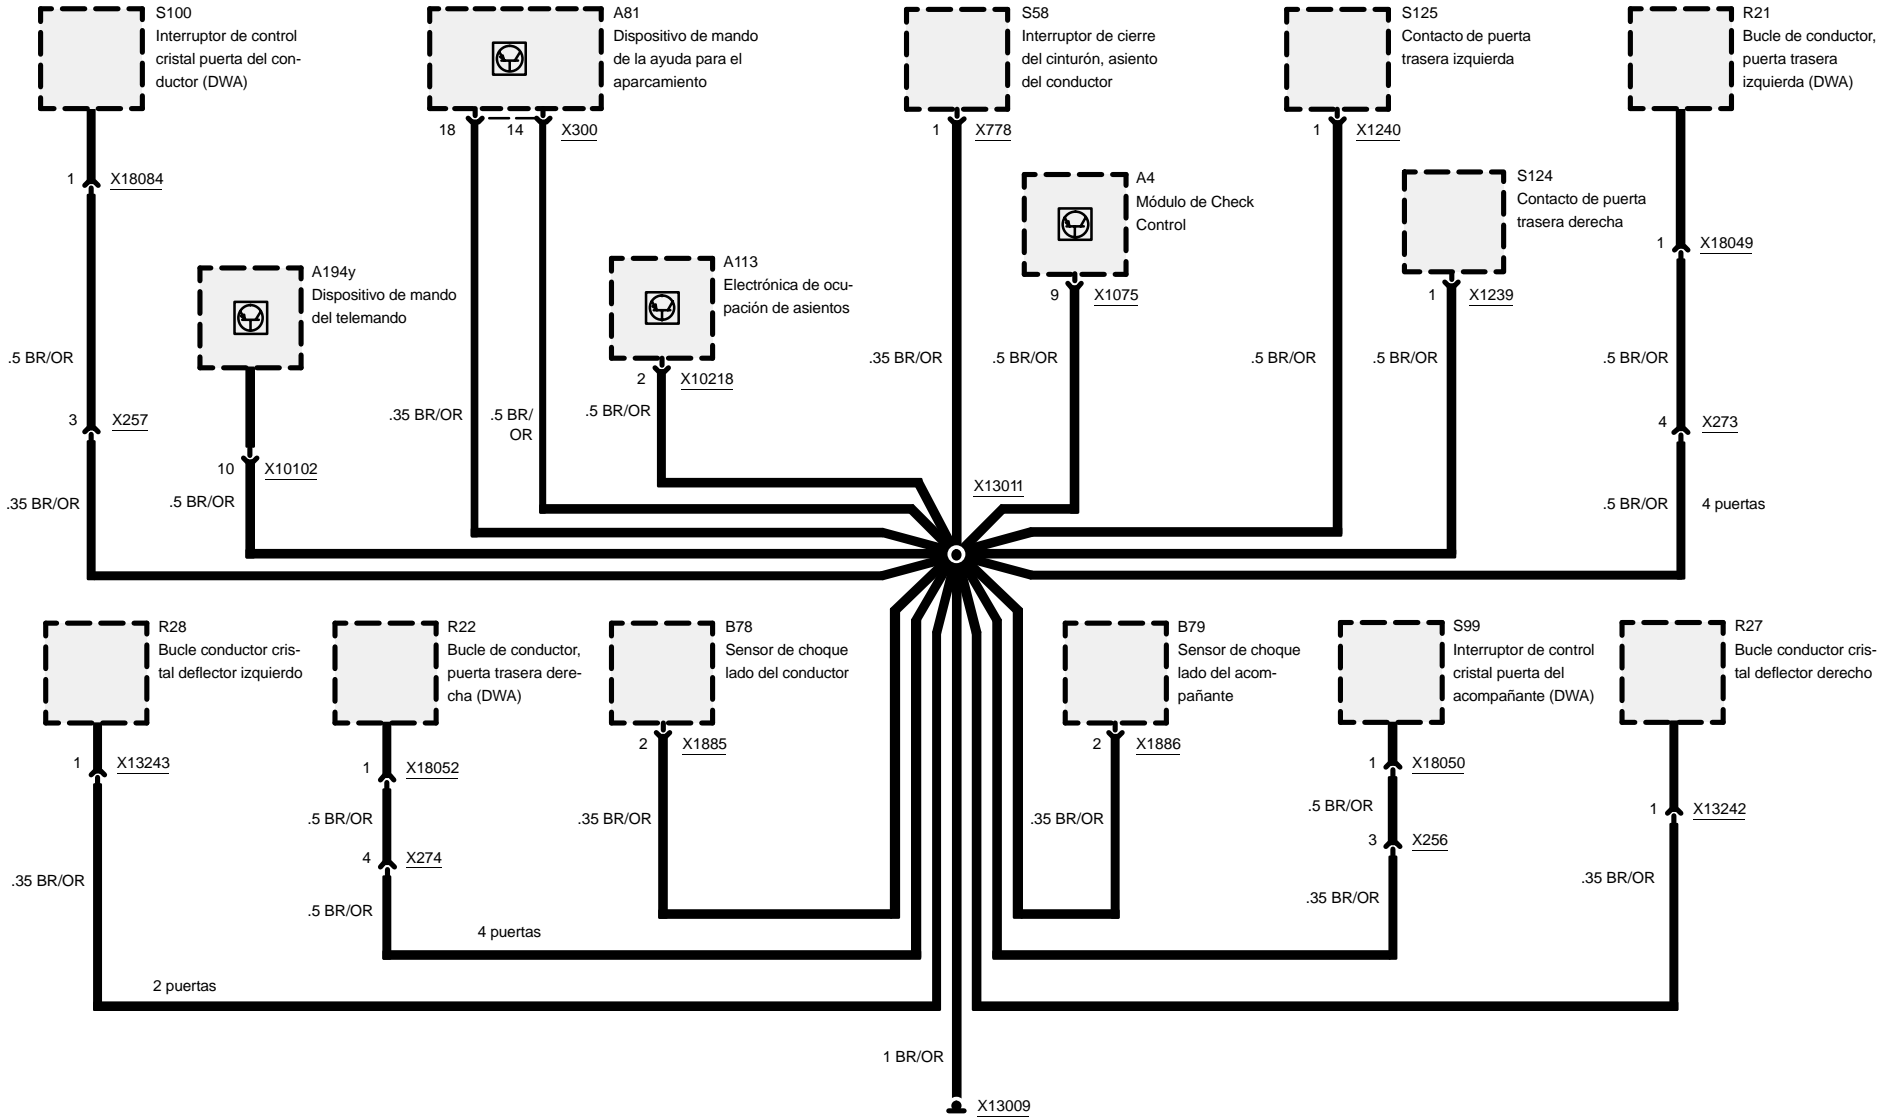 S100
Interruptor de control
cristal puerta del con-
ductor (DWA)
A81
Dispositivo de mando
de la ayuda para el
aparcamiento
S58
Interruptor de cierre
del cinturón, asiento
del conductor
S125
Contacto de puerta
trasera izquierda
R21
Bucle de conductor,
puerta trasera
izquierda (DWA)
18
14
X300
1
X778
1
X1240
1
X18084
A4
Módulo de Check
Control
S124
Contacto de puerta
trasera derecha
1
X18049
A194y
Dispositivo de mando
del telemando
A113
Electrónica de ocu-
pación de asientos
9
X1075
1
X1239
.5 BR/OR
.35 BR/OR
.5 BR/OR
.5 BR/OR
.5 BR/OR
.5 BR/OR
2
X10218
3
X257
.35 BR/OR
.5 BR/
OR
.5 BR/OR
4
X273
10
X10102
X13011
.35 BR/OR
.5 BR/OR
.5 BR/OR
4 puertas
R28
Bucle conductor cris-
tal deflector izquierdo
R22
Bucle de conductor,
puerta trasera dere-
cha (DWA)
B78
Sensor de choque
lado del conductor
B79
Sensor de choque
lado del acom-
pañante
S99
Interruptor de control
cristal puerta del
acompañante (DWA)
R27
Bucle conductor cris-
tal deflector derecho
1
X13243
1
X18052
2
X1885
2
X1886
1
X18050
1
X13242
.5 BR/OR
.35 BR/OR
.35 BR/OR
.5 BR/OR
4
X274
3
X256
.35 BR/OR
.5 BR/OR
.35 BR/OR
.35 BR/OR
4 puertas
2 puertas
1 BR/OR
X13009